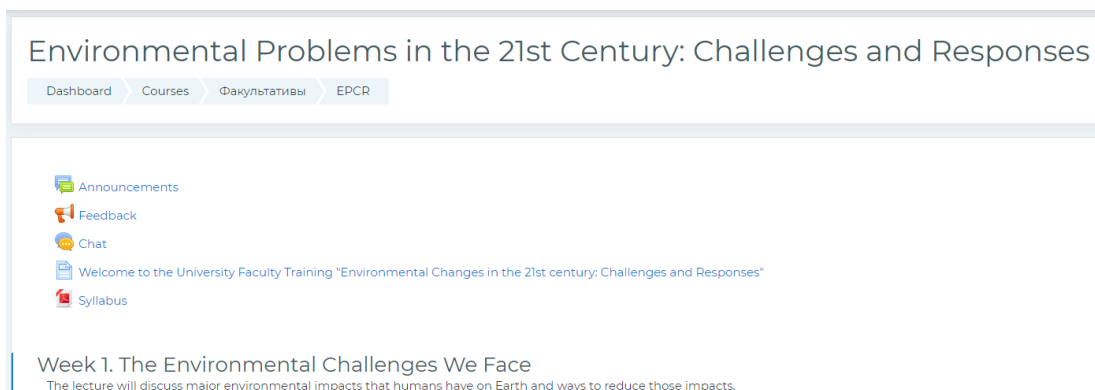 Environmental Problems in the 21st Century: Challenges and Responses
Dashboard Courses Факультативы EPCR
Announcements
Feedback
Chat
Welcome to the University Faculty Training "Environmental Changes in the 21st century: Challenges and Responses"
Syllabus
Week 1. The Environmental Challenges We Face
The lecture will discuss major environmental impacts that humans have on Earth and ways to reduce those impacts.